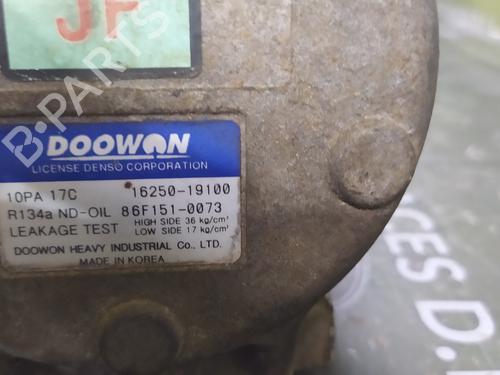 JF
B-PARTS
DOOWON
LICENSE DENSO CORPORATION
10PA 17C 16250-19100
R134a ND-OIL 86F151-0073
LEAKAGE TEST HIGH SIDE 36 kg/cm²
LOW SIDE 17 kg/cm²
DOOWON HEAVY INDUSTRIAL Co., LTD.
MADE IN KOREA